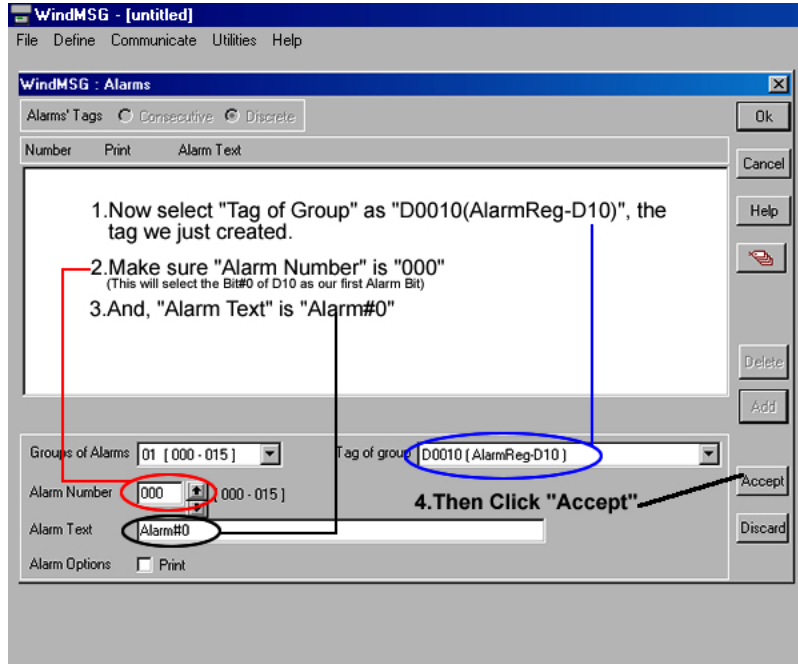 WindMSG - [untitled]
File Define Communicate Utilities Help
WindMSG : Alarms
Alarms' Tags Consecutive Discrete
Ok
Number Print Alarm Text
Cancel
1.Now select "Tag of Group" as "D0010(AlarmReg-D10)", the
tag we just created.
Help
2.Make sure "Alarm Number" is "000"
(This will select the Bit#0 of D10 as our first Alarm Bit)
3.And, "Alarm Text" is "Alarm#0"
Delete
Add
Groups of Alarms 01 [ 000 - 015 ] Tag of group D0010 ( AlarmReg-D10 )
Accept
Alarm Number 000 [ 000 - 015 ]
4.Then Click "Accept"
Alarm Text Alarm#0
Discard
Alarm Options Print